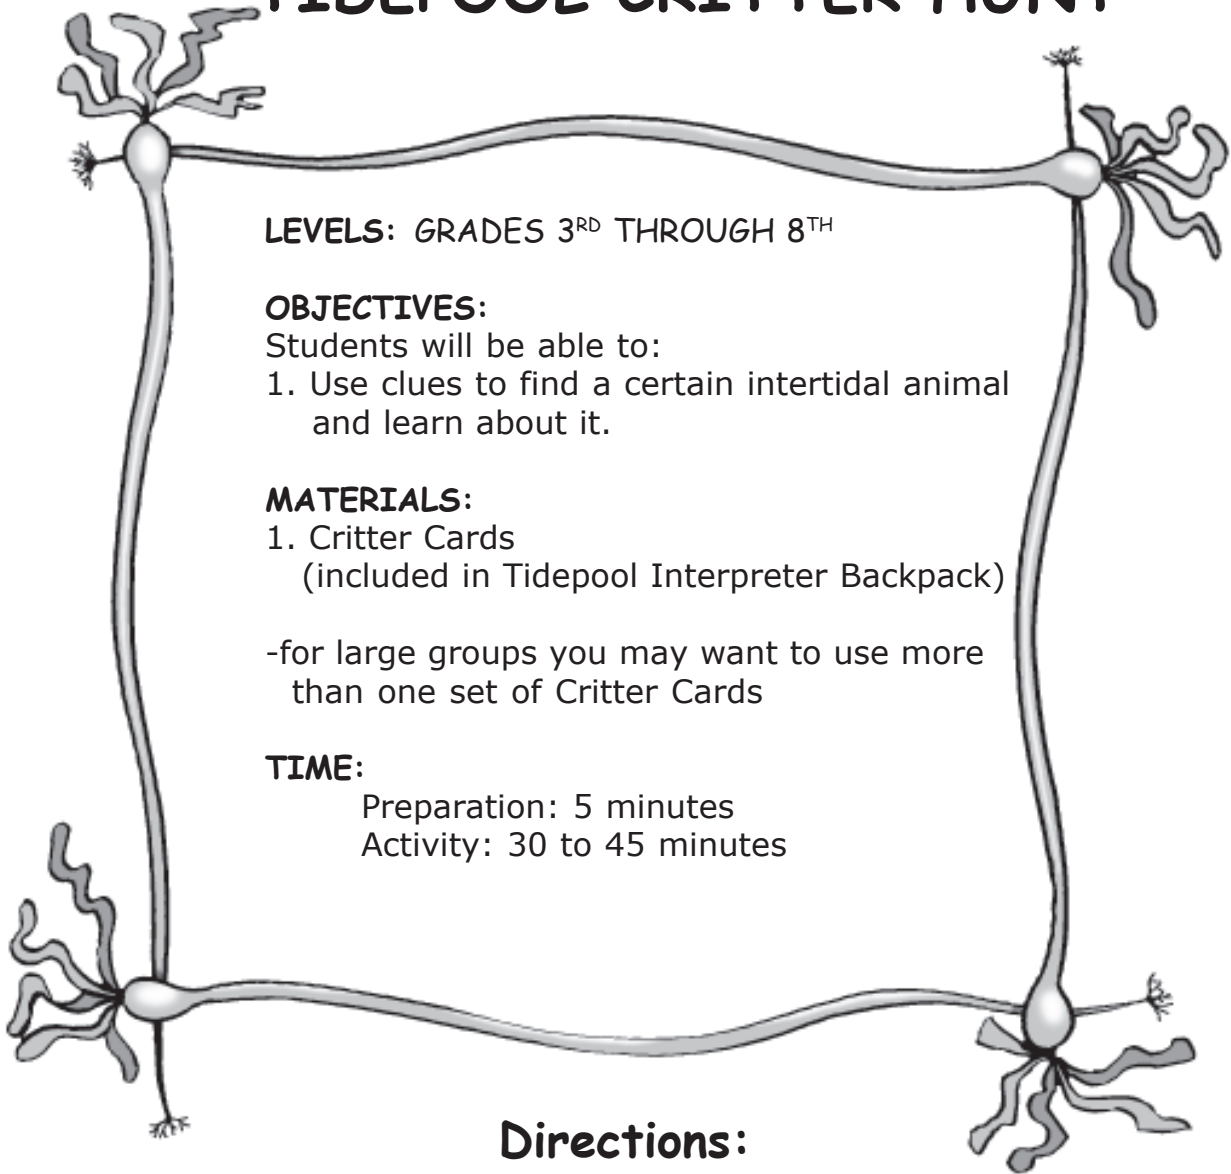 TIDEPOOL CRITTER HUNT
LEVELS: GRADES 3RD THROUGH 8TH
OBJECTIVES:
Students will be able to:
1. Use clues to find a certain intertidal animal
and learn about it.
MATERIALS:
1. Critter Cards
(included in Tidepool Interpreter Backpack)
-for large groups you may want to use more
than one set of Critter Cards
TIME:
Preparation: 5 minutes
Activity: 30 to 45 minutes
Directions: